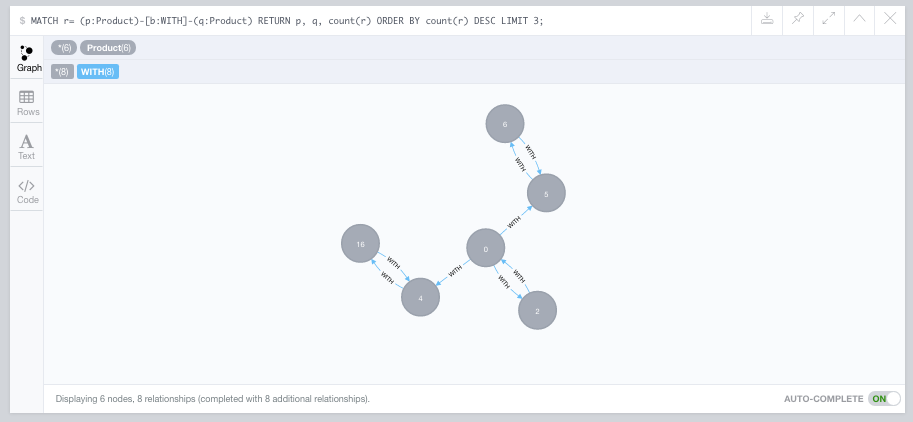 $ MATCH r= (p:Product)-[b:WITH]-(q:Product) RETURN p, q, count(r) ORDER BY count(r) DESC LIMIT 3;
Graph
*(6) Product(6)
*(8) WITH(8)
Rows
A
Text
</>
Code
6
WITH
WITH
5
WITH
16
0
WITH
WITH
WITH
WITH
WITH
4
2
Displaying 6 nodes, 8 relationships (completed with 8 additional relationships).
AUTO-COMPLETE ON